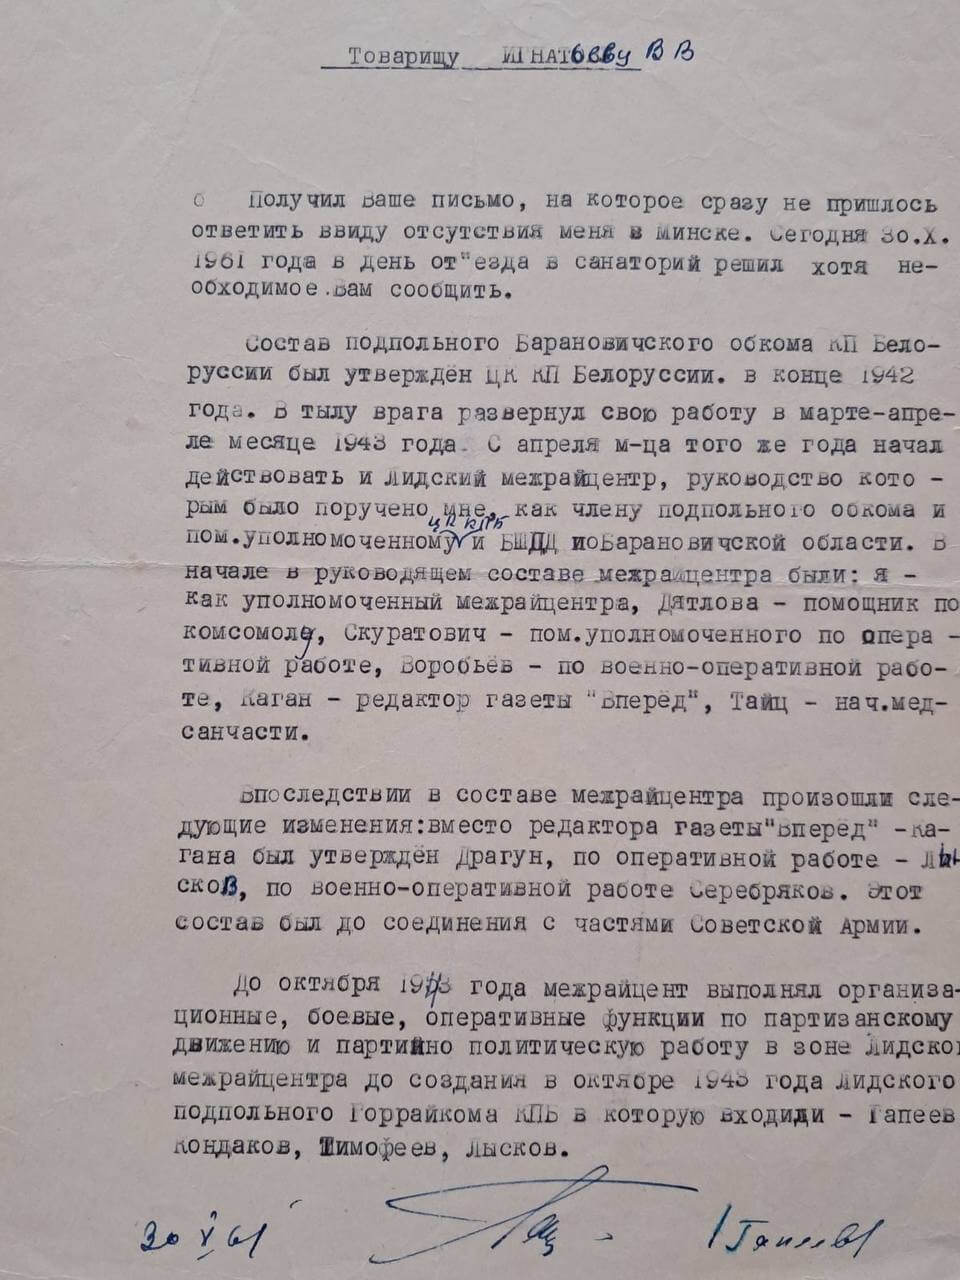 Товарищу ИГНАТьеву В В
Получил Ваше письмо, на которое сразу не пришлось
ответить ввиду отсутствия меня в Минске. Сегодня 30.X.
1961 года в день от"езда в санаторий решил хотя не-
обходимое Вам сообщить.
Состав подпольного Барановичского обкома КП Бело-
руссии был утверждён ЦК КП Белоруссии. в конце 1942
года. В тылу врага развернул свою работу в марте-апре-
ле месяце 1943 года. С апреля м-ца того же года начал
действовать и Лидский межрайцентр, руководство кото -
рым было поручено мне, как члену подпольного обкома и
пом.уполномоченному ЦК КПБ и БШПД поБарановичской области. В
начале в руководящем составе межрайцентра были: я -
как уполномоченный межрайцентра, Дятлова - помощник по
комсомолу, Скуратович - пом.уполномоченного по опера -
тивной работе, Воробьёв - по военно-оперативной рабо-
те, Каган - редактор газеты "Вперёд", Тайц - нач.мед-
санчасти.
Впоследствии в составе межрайцентра произошли сле-
дующие изменения:вместо редактора газеты"Вперёд" -Ка-
гана был утверждён Драгун, по оперативной работе - Лы-
сков, по военно-оперативной работе Серебряков. Этот
состав был до соединения с частями Советской Армии.
До октября 1943 года межрайцент выполнял организа-
ционные, боевые, оперативные функции по партизанскому
движению и партийно политическую работу в зоне Лидско
межрайцентра до создания в октябре 1943 года Лидского
подпольного Горрайкома КПБ в которую входили - Гапеев
Кондаков, Тимофеев, Лысков.
30 X 61 /Гапеев/